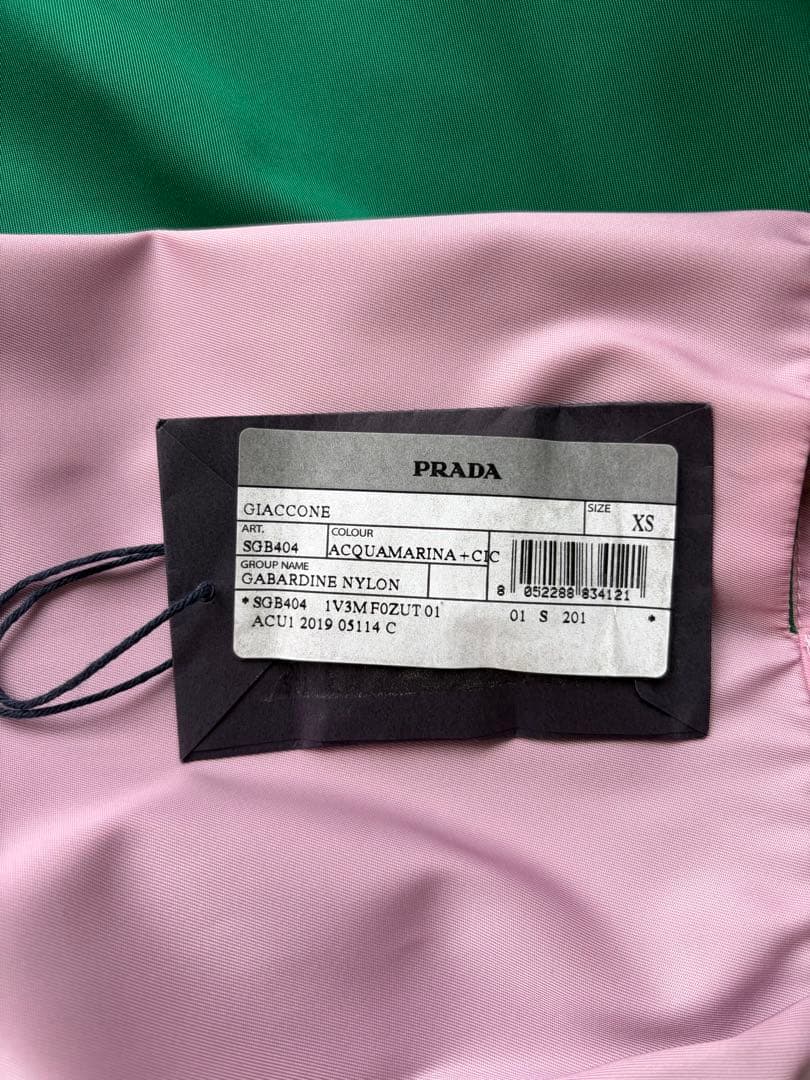 PRADA
GIACCONE
SIZE
XS
ART.
SGB404
COLOUR
ACQUAMARINA+CIC
GROUP NAME
GABARDINE NYLON
8 052288 834121
*SGB404 1V3M F0ZUT 01 01 S 201 *
ACU1 2019 05114 C